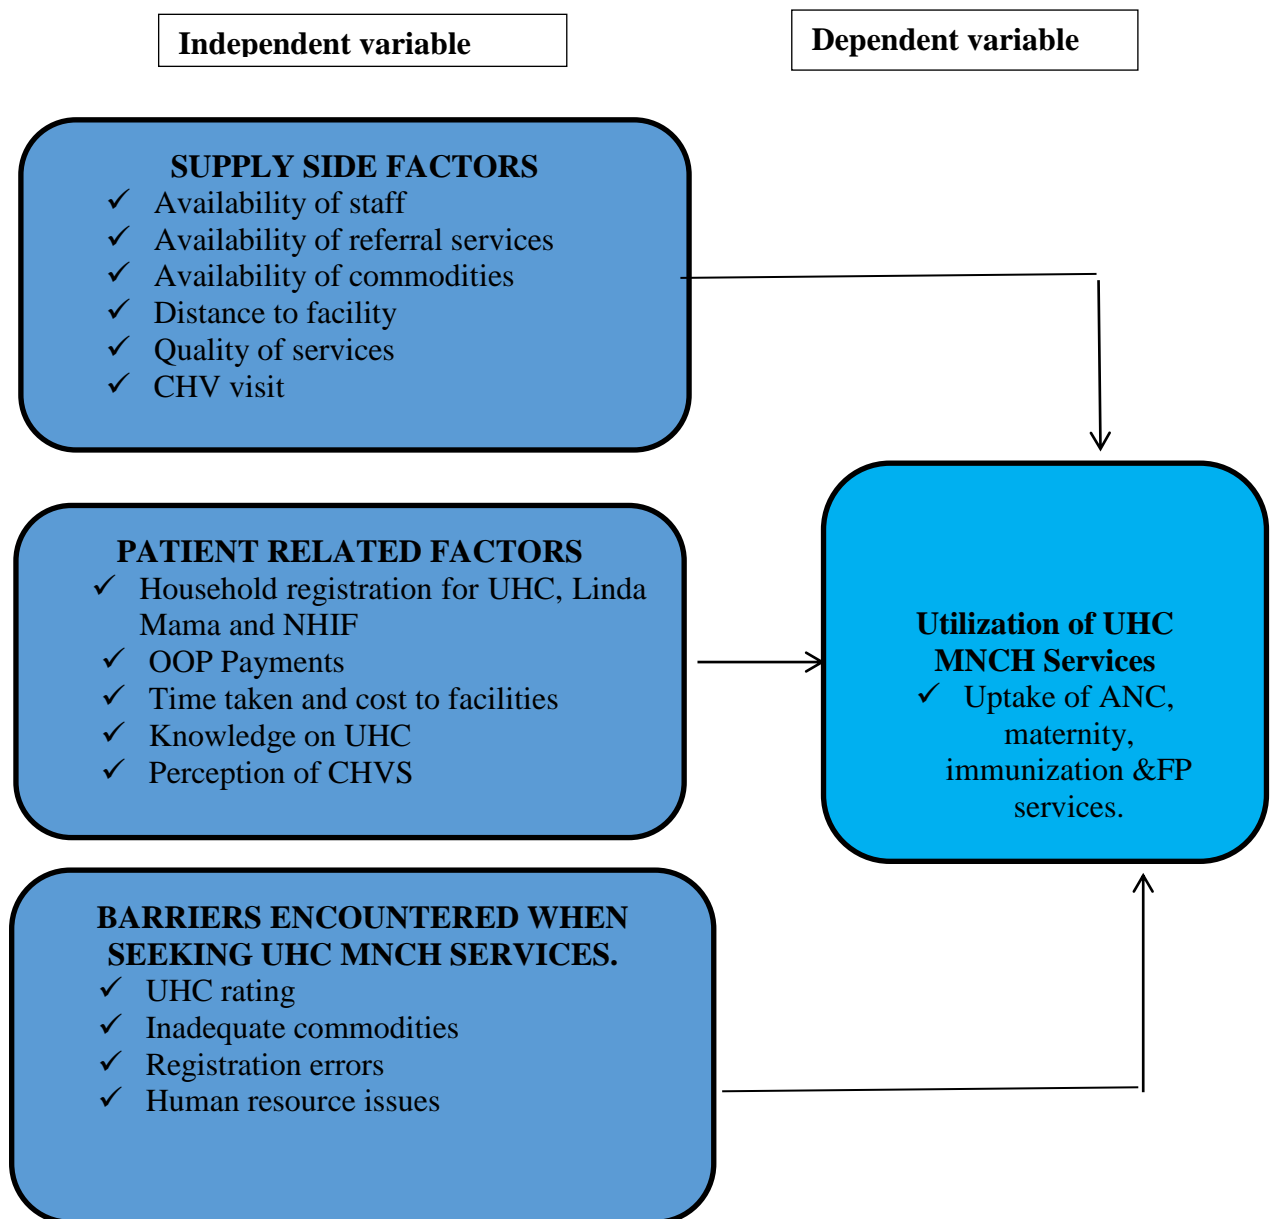 Independent variable
Dependent variable
SUPPLY SIDE FACTORS
✓ Availability of staff
✓ Availability of referral services
✓ Availability of commodities
✓ Distance to facility
✓ Quality of services
✓ CHV visit
PATIENT RELATED FACTORS
✓ Household registration for UHC, Linda
Mama and NHIF
✓ OOP Payments
✓ Time taken and cost to facilities
✓ Knowledge on UHC
✓ Perception of CHVS
Utilization of UHC
MNCH Services
✓ Uptake of ANC,
maternity,
immunization &FP
services.
BARRIERS ENCOUNTERED WHEN
SEEKING UHC MNCH SERVICES.
✓ UHC rating
✓ Inadequate commodities
✓ Registration errors
✓ Human resource issues